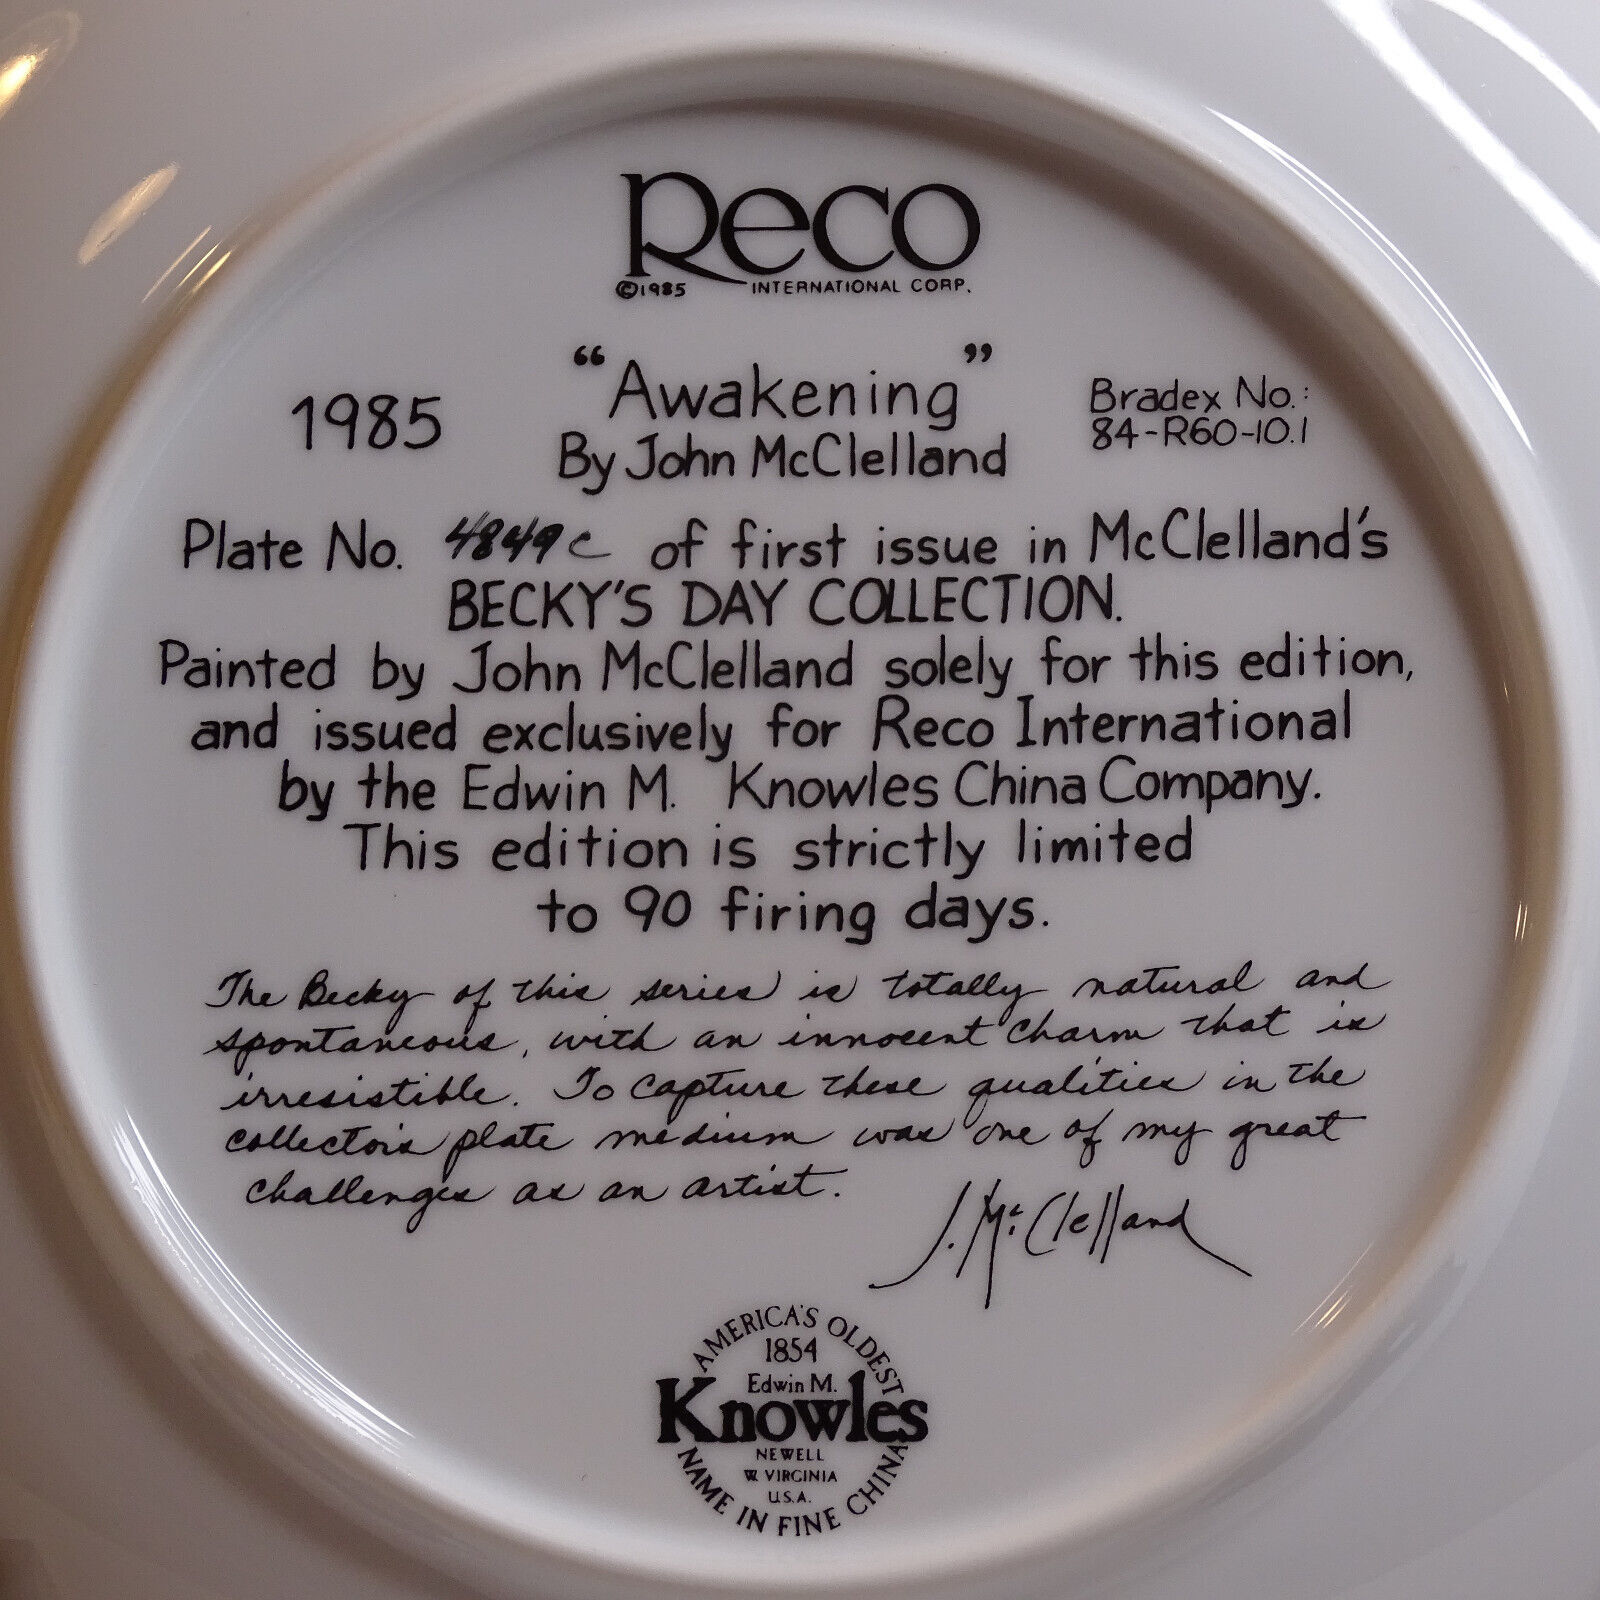 Reco
©1985 INTERNATIONAL CORP.
"Awakening"
1985
By John McClelland
Bradex No.:
84-R60-10.1
Plate No. 4849c of first issue in McClelland's
BECKY'S DAY COLLECTION.
Painted by John McClelland solely for this edition,
and issued exclusively for Reco International
by the Edwin M. Knowles China Company.
This edition is strictly limited
to 90 firing days.
The Becky of this series is totally natural and
spontaneous, with an innocent charm that is
irresistible. To capture these qualities in the
collector's plate medium was one of my great
challenges as an artist.
J. McClelland
AMERICA'S OLDEST
1854
Edwin M.
Knowles
NEWELL
W. VIRGINIA
U.S.A.
NAME IN FINE CHINA